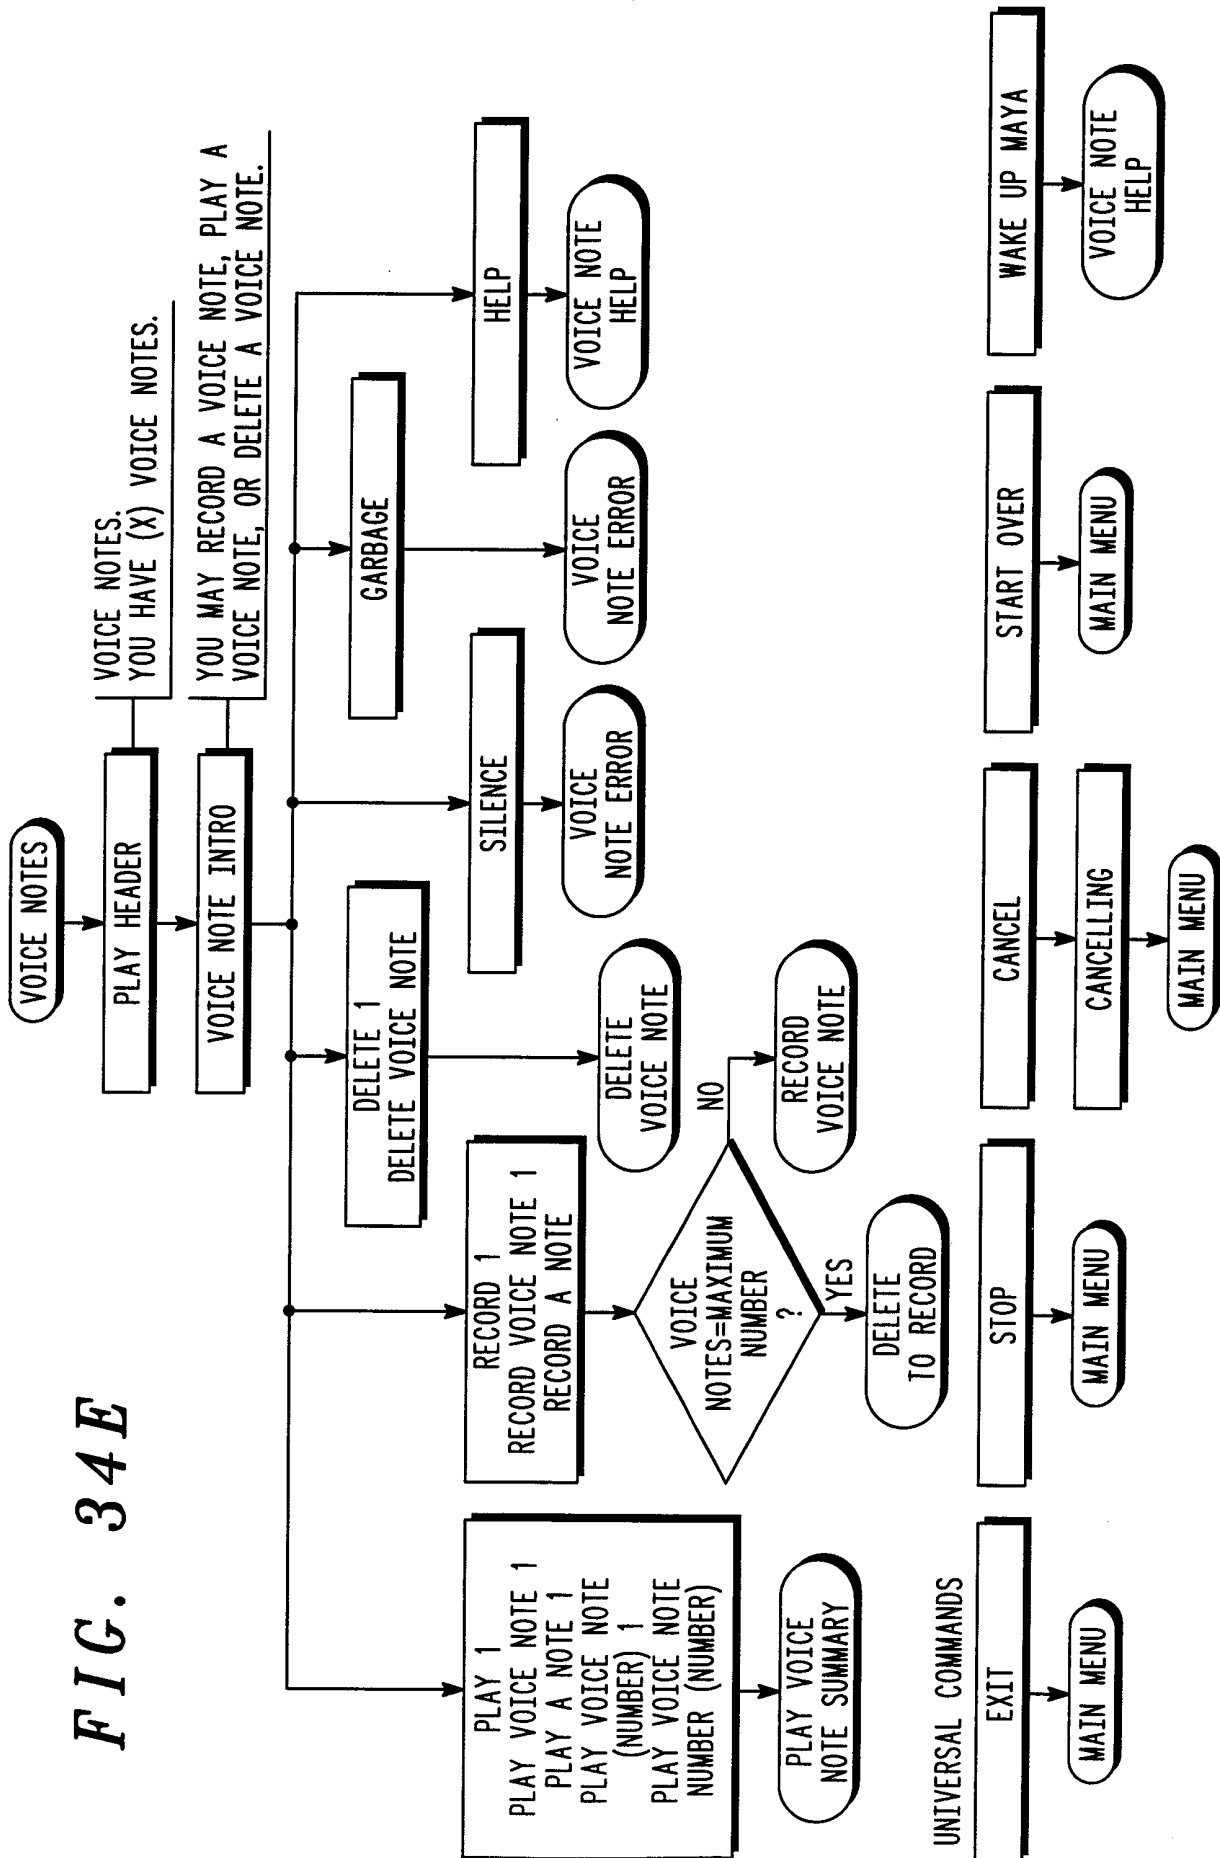 FIG. 34E
VOICE NOTES
PLAY HEADER
VOICE NOTES.
YOU HAVE (X) VOICE NOTES.
VOICE NOTE INTRO
YOU MAY RECORD A VOICE NOTE, PLAY A
VOICE NOTE, OR DELETE A VOICE NOTE.
PLAY 1
PLAY VOICE NOTE 1
PLAY A NOTE 1
PLAY VOICE NOTE
(NUMBER) 1
PLAY VOICE NOTE
NUMBER (NUMBER)
PLAY VOICE
NOTE SUMMARY
RECORD 1
RECORD VOICE NOTE 1
RECORD A NOTE
VOICE
NOTES=MAXIMUM
NUMBER
?
NO
RECORD
VOICE NOTE
YES
DELETE
TO RECORD
DELETE 1
DELETE VOICE NOTE
DELETE
VOICE NOTE
SILENCE
VOICE
NOTE ERROR
GARBAGE
VOICE
NOTE ERROR
HELP
VOICE NOTE
HELP
UNIVERSAL COMMANDS
EXIT
MAIN MENU
STOP
MAIN MENU
CANCEL
CANCELLING
MAIN MENU
START OVER
MAIN MENU
WAKE UP MAYA
VOICE NOTE
HELP